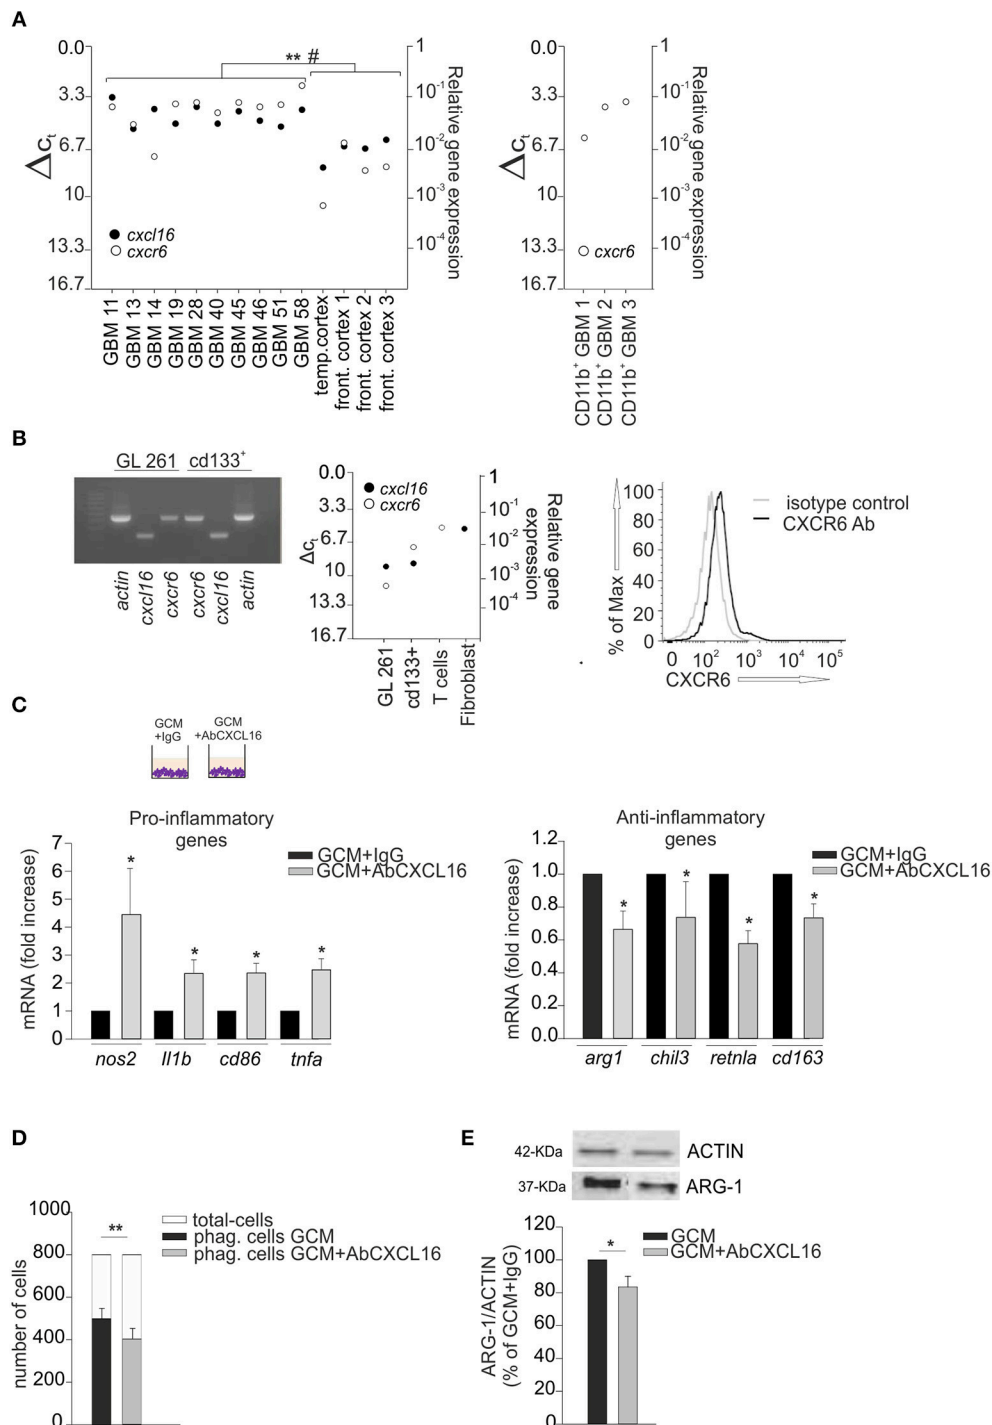 A
0.0
3.3
6.7
10
13.3
16.7
Δct
** #
1
10-1
10-2
10-3
10-4
Relative gene expression
cxcl16
cxcr6
GBM 11
GBM 13
GBM 14
GBM 19
GBM 28
GBM 40
GBM 45
GBM 46
GBM 51
GBM 58
temp.cortex
front. cortex 1
front. cortex 2
front. cortex 3
0.0
3.3
6.7
10
13.3
16.7
Δct
1
10-1
10-2
10-3
10-4
Relative gene expression
cxcr6
CD11b+ GBM 1
CD11b+ GBM 2
CD11b+ GBM 3
B
GL 261 cd133+
actin
cxcl16
cxcr6
cxcr6
cxcl16
actin
0.0
3.3
6.7
10
13.3
16.7
Δct
cxcl16
cxcr6
1
10-1
10-2
10-3
10-4
Relative gene
expression
GL 261
cd133+
T cells
Fibroblast
100
80
60
40
20
0
% of Max
isotype control
CXCR6 Ab
0 102 103 104 105
CXCR6
C
GCM
+IgG
GCM
+AbCXCL16
Pro-inflammatory
genes
GCM+IgG
GCM+AbCXCL16
7
6
5
4
3
2
1
0
mRNA (fold increase)
* * * *
nos2 Il1b cd86 tnfa
Anti-inflammatory
genes
GCM+IgG
GCM+AbCXCL16
1.2
1.0
0.8
0.6
0.4
0.2
0.0
mRNA (fold increase)
* * * *
arg1 chil3 retnla cd163
D
1000
800
600
400
200
0
number of cells
**
total-cells
phag. cells GCM
phag. cells GCM+AbCXCL16
E
42-KDa ACTIN
37-KDa ARG-1
120
100
80
60
40
20
0
ARG-1/ACTIN
(% of GCM+IgG)
*
GCM
GCM+AbCXCL16